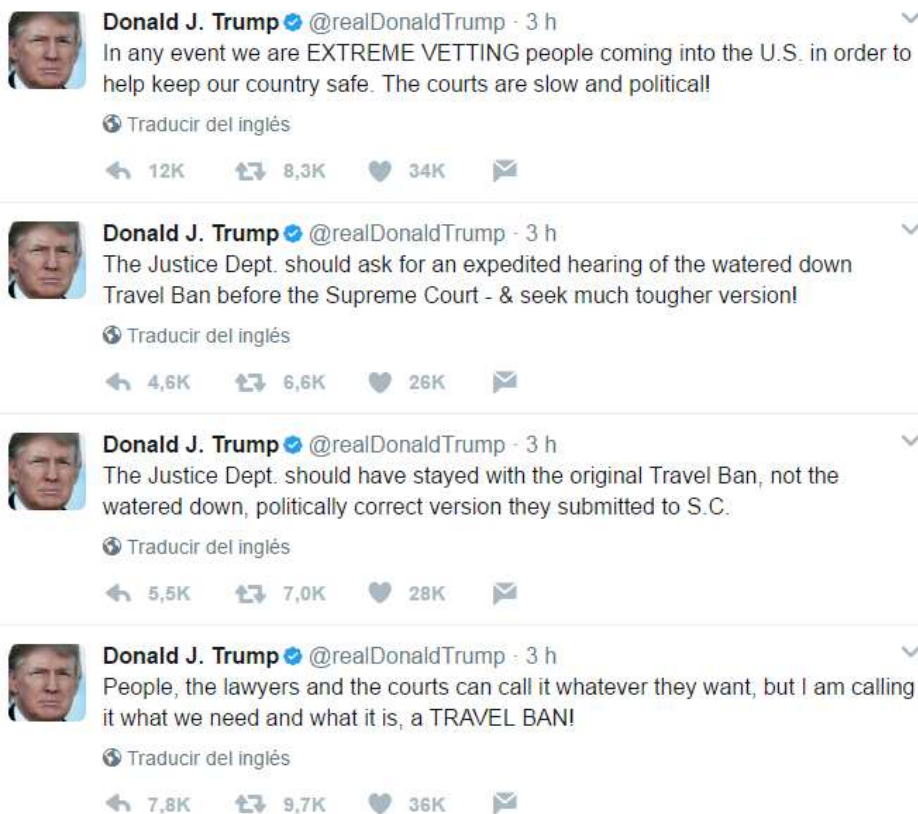 Donald J. Trump @realDonaldTrump · 3 h
In any event we are EXTREME VETTING people coming into the U.S. in order to
help keep our country safe. The courts are slow and political!
Traducir del inglés
12K 8,3K 34K
Donald J. Trump @realDonaldTrump · 3 h
The Justice Dept. should ask for an expedited hearing of the watered down
Travel Ban before the Supreme Court - & seek much tougher version!
Traducir del inglés
4,6K 6,6K 26K
Donald J. Trump @realDonaldTrump · 3 h
The Justice Dept. should have stayed with the original Travel Ban, not the
watered down, politically correct version they submitted to S.C.
Traducir del inglés
5,5K 7,0K 28K
Donald J. Trump @realDonaldTrump · 3 h
People, the lawyers and the courts can call it whatever they want, but I am calling
it what we need and what it is, a TRAVEL BAN!
Traducir del inglés
7,8K 9,7K 36K